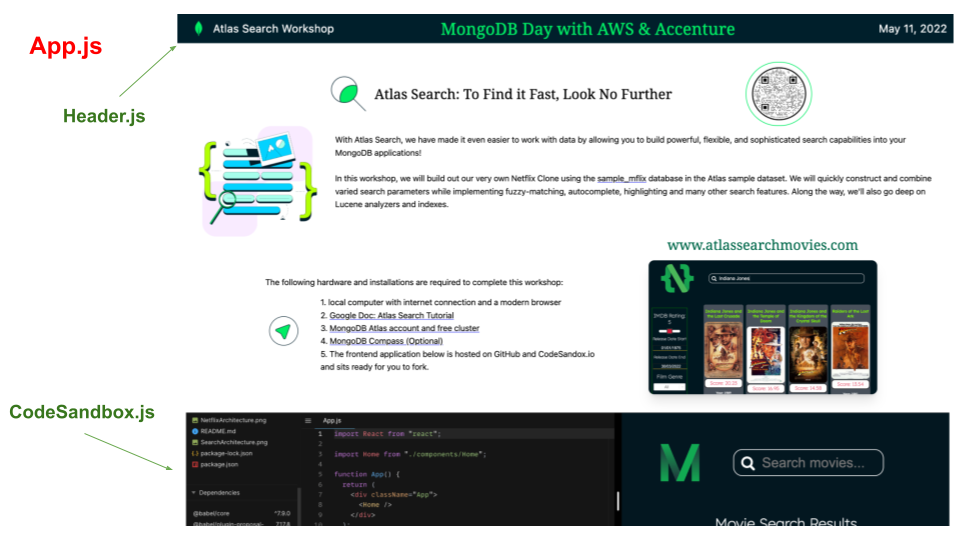 App.js
Header.js
CodeSandbox.js
Atlas Search Workshop
MongoDB Day with AWS & Accenture
May 11, 2022
Atlas Search: To Find it Fast, Look No Further
With Atlas Search, we have made it even easier to work with data by allowing you to build powerful, flexible, and sophisticated search capabilities into your
MongoDB applications!
In this workshop, we will build out our very own Netflix Clone using the sample_mflix database in the Atlas sample dataset. We will quickly construct and combine
varied search parameters while implementing fuzzy-matching, autocomplete, highlighting and many other search features. Along the way, we'll also go deep on
Lucene analyzers and indexes.
www.atlassearchmovies.com
The following hardware and installations are required to complete this workshop:
1. local computer with internet connection and a modern browser
2. Google Doc: Atlas Search Tutorial
3. MongoDB Atlas account and free cluster
4. MongoDB Compass (Optional)
5. The frontend application below is hosted on GitHub and CodeSandox.io
and sits ready for you to fork.
Indiana Jones
IMDB Rating:
5
Film Genre
All
Indiana Jones and
the Last Crusade
Indiana Jones and
the Temple of
Doom
Indiana Jones and
the Kingdom of the
Crystal Skull
Raiders of the Lost
Ark
NetflixArchitecture.png
README.md
SearchArchitecture.png
package-lock.json
package.json
Dependencies
@babel/core
^7.9.0
@babel/plugin-proposal-
App.js
1 import React from "react";
2
3 import Home from "./components/Home";
4
5 function App() {
6 return (
7 <div className="App">
8 <Home />
9 </div>
10 );
Search movies...
Movie Search Results